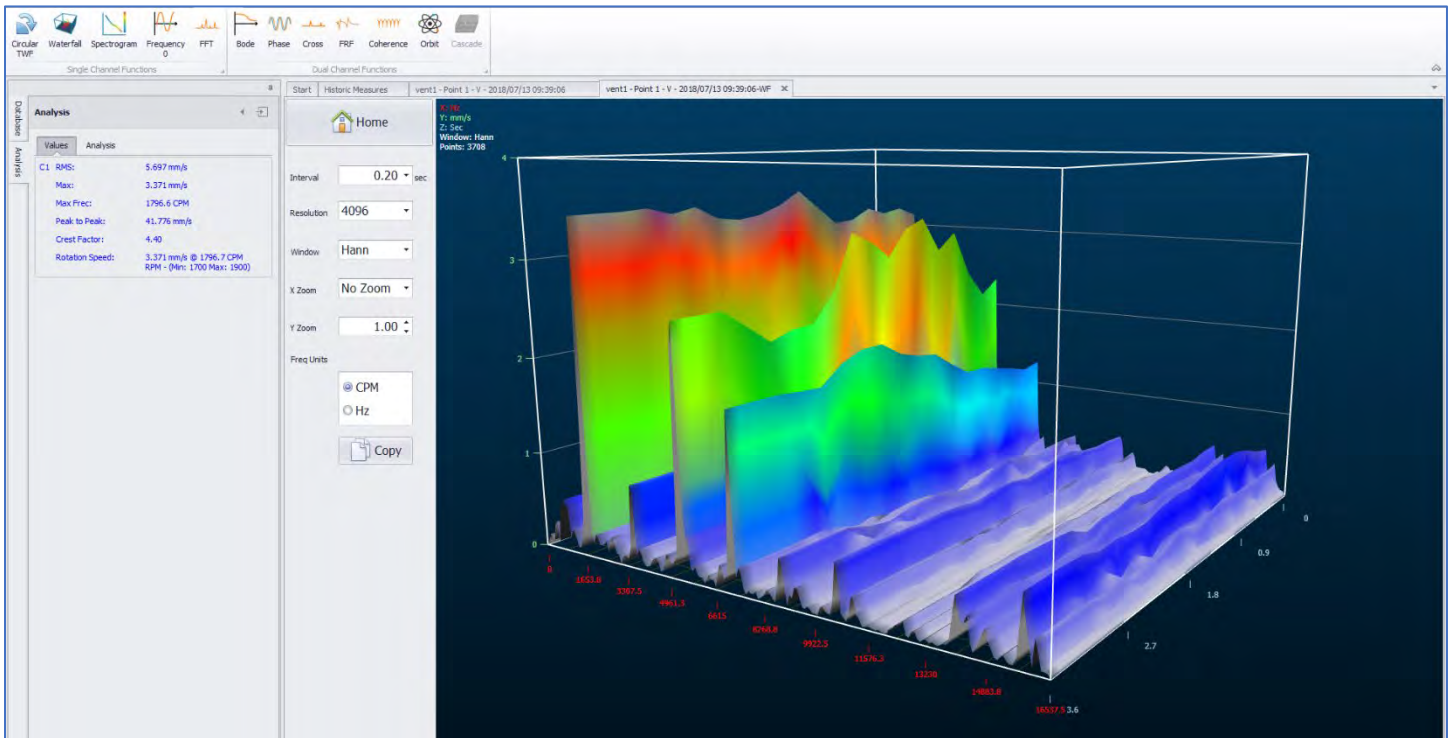 Circular TWF
Waterfall
Spectrogram
Frequency 0
FFT
Bode
Phase
Cross
FRF
Coherence
Orbit
Cascade
Single Channel Functions
Dual Channel Functions
Start
Historic Measures
vent1 - Point 1 - V - 2018/07/13 09:39:06
vent1 - Point 1 - V - 2018/07/13 09:39:06-WF
Database
Analysis
Analysis
Values
Analysis
C1 RMS: 5.697 mm/s
Max: 3.371 mm/s
Max Frec: 1796.6 CPM
Peak to Peak: 41.776 mm/s
Crest Factor: 4.40
Rotation Speed: 3.371 mm/s @ 1796.7 CPM
RPM - (Min: 1700 Max: 1900)
Home
Interval 0.20 sec
Resolution 4096
Window Hann
X Zoom No Zoom
Y Zoom 1.00
Freq Units
CPM
Hz
Copy
X: Hz
Y: mm/s
Z: Sec
Window: Hann
Points: 3708
4
3
2
1
0
0
1653.8
3307.5
4961.3
6615
8268.8
9922.5
11576.3
13230
14883.8
16537.5
3.6
2.7
1.8
0.9
0